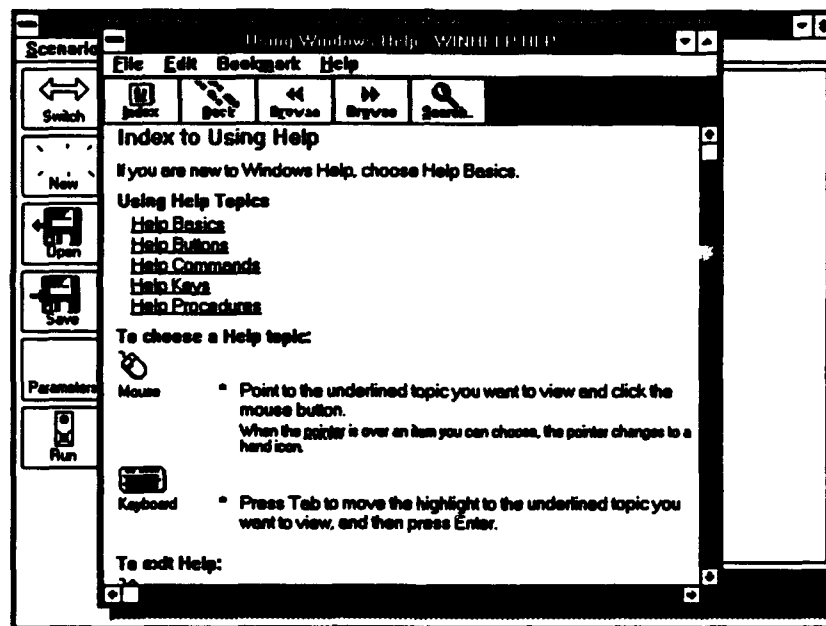 Using Windows Help - WINHELP.HLP
Scenario
File Edit Bookmark Help
Switch
Index Back Browse Browse Search...
Index to Using Help
If you are new to Windows Help, choose Help Basics.
New
Using Help Topics
Help Basics
Help Buttons
Open
Help Commands
Help Keys
Help Procedures
Save
To choose a Help topic:
Parameters
Mouse
* Point to the underlined topic you want to view and click the
mouse button.
When the pointer is over an item you can choose, the pointer changes to a
hand icon.
Run
Keyboard
* Press Tab to move the highlight to the underlined topic you
want to view, and then press Enter.
To exit Help: